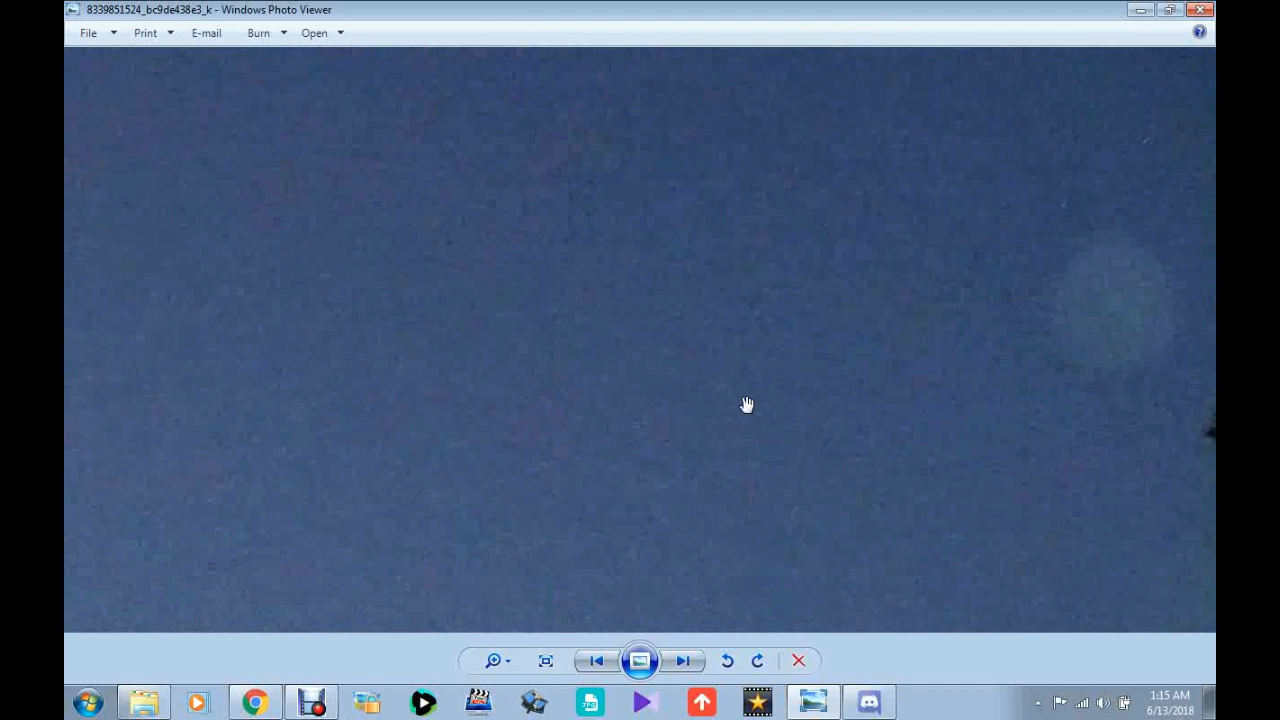 8339851524_bc9de438e3_k - Windows Photo Viewer
File Print E-mail Burn Open
1:15 AM
6/13/2018